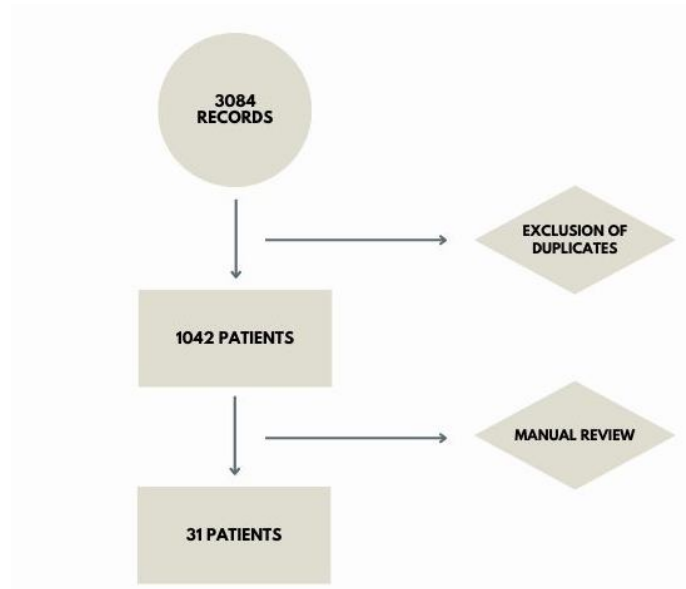 3084
RECORDS
EXCLUSION OF
DUPLICATES
1042 PATIENTS
MANUAL REVIEW
31 PATIENTS